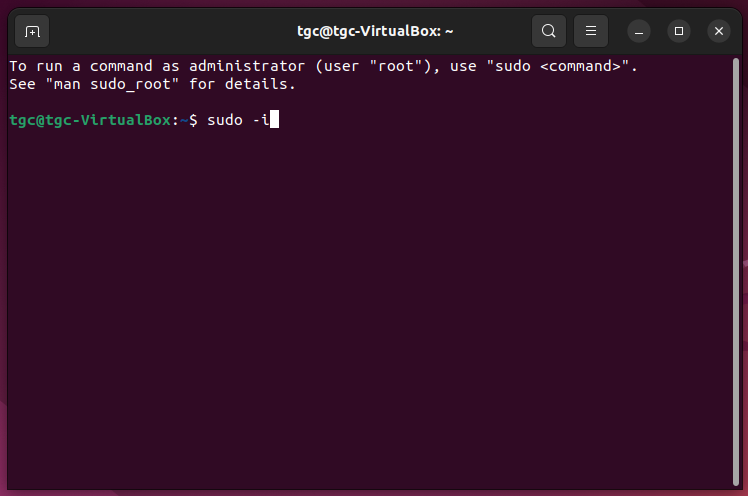 tgc@tgc-VirtualBox: ~
To run a command as administrator (user "root"), use "sudo <command>".
See "man sudo_root" for details.
tgc@tgc-VirtualBox:~$ sudo -i